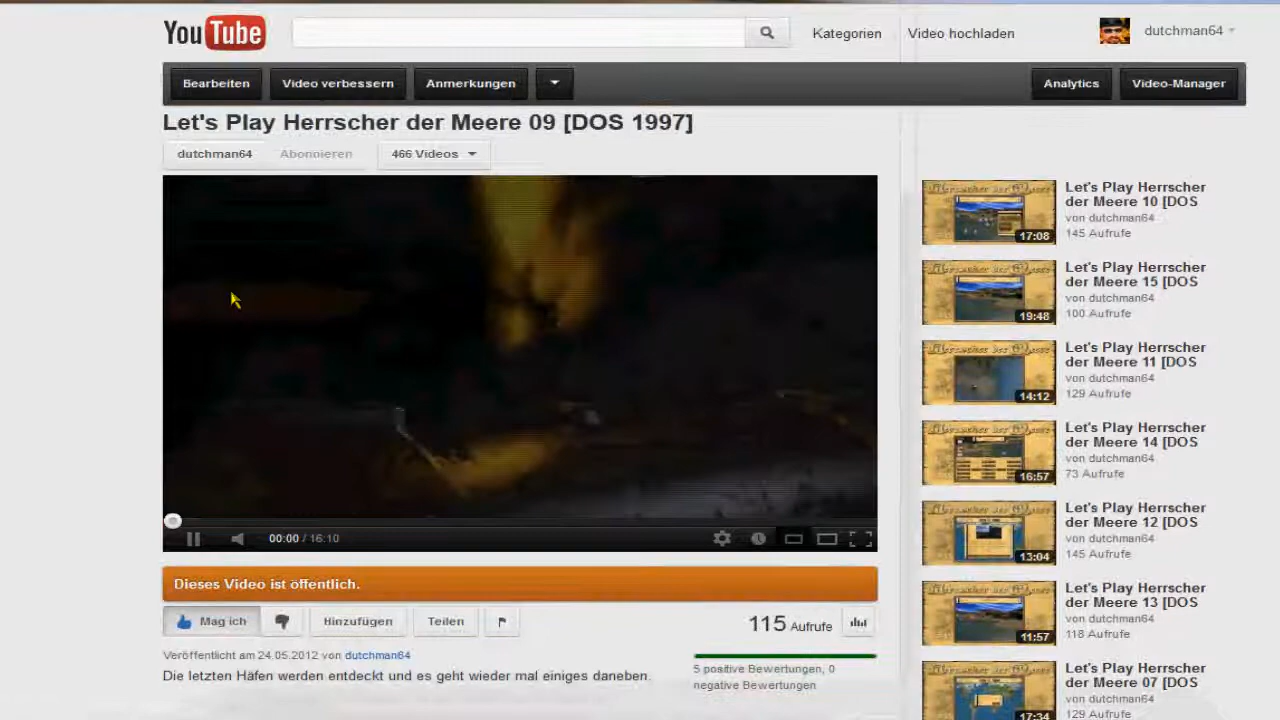 YouTube
Kategorien
Video hochladen
dutchman64
Bearbeiten
Video verbessern
Anmerkungen
Analytics
Video-Manager
Let's Play Herrscher der Meere 09 [DOS 1997]
dutchman64
Abonnieren
466 Videos
00:00 / 16:10
Dieses Video ist öffentlich.
Mag ich
Hinzufügen
Teilen
115 Aufrufe
Veröffentlicht am 24.05.2012 von dutchman64
Die letzten Häfen werden entdeckt und es geht wieder mal einiges daneben.
5 positive Bewertungen, 0
negative Bewertungen
17:08
Let's Play Herrscher
der Meere 10 [DOS
von dutchman64
145 Aufrufe
19:48
Let's Play Herrscher
der Meere 15 [DOS
von dutchman64
100 Aufrufe
14:12
Let's Play Herrscher
der Meere 11 [DOS
von dutchman64
129 Aufrufe
16:57
Let's Play Herrscher
der Meere 14 [DOS
von dutchman64
73 Aufrufe
13:04
Let's Play Herrscher
der Meere 12 [DOS
von dutchman64
145 Aufrufe
11:57
Let's Play Herrscher
der Meere 13 [DOS
von dutchman64
118 Aufrufe
17:34
Let's Play Herrscher
der Meere 07 [DOS
von dutchman64
129 Aufrufe